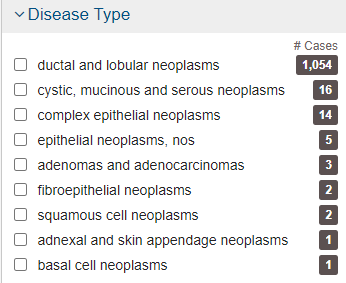 Disease Type
# Cases
ductal and lobular neoplasms 1,054
cystic, mucinous and serous neoplasms 16
complex epithelial neoplasms 14
epithelial neoplasms, nos 5
adenomas and adenocarcinomas 3
fibroepithelial neoplasms 2
squamous cell neoplasms 2
adnexal and skin appendage neoplasms 1
basal cell neoplasms 1